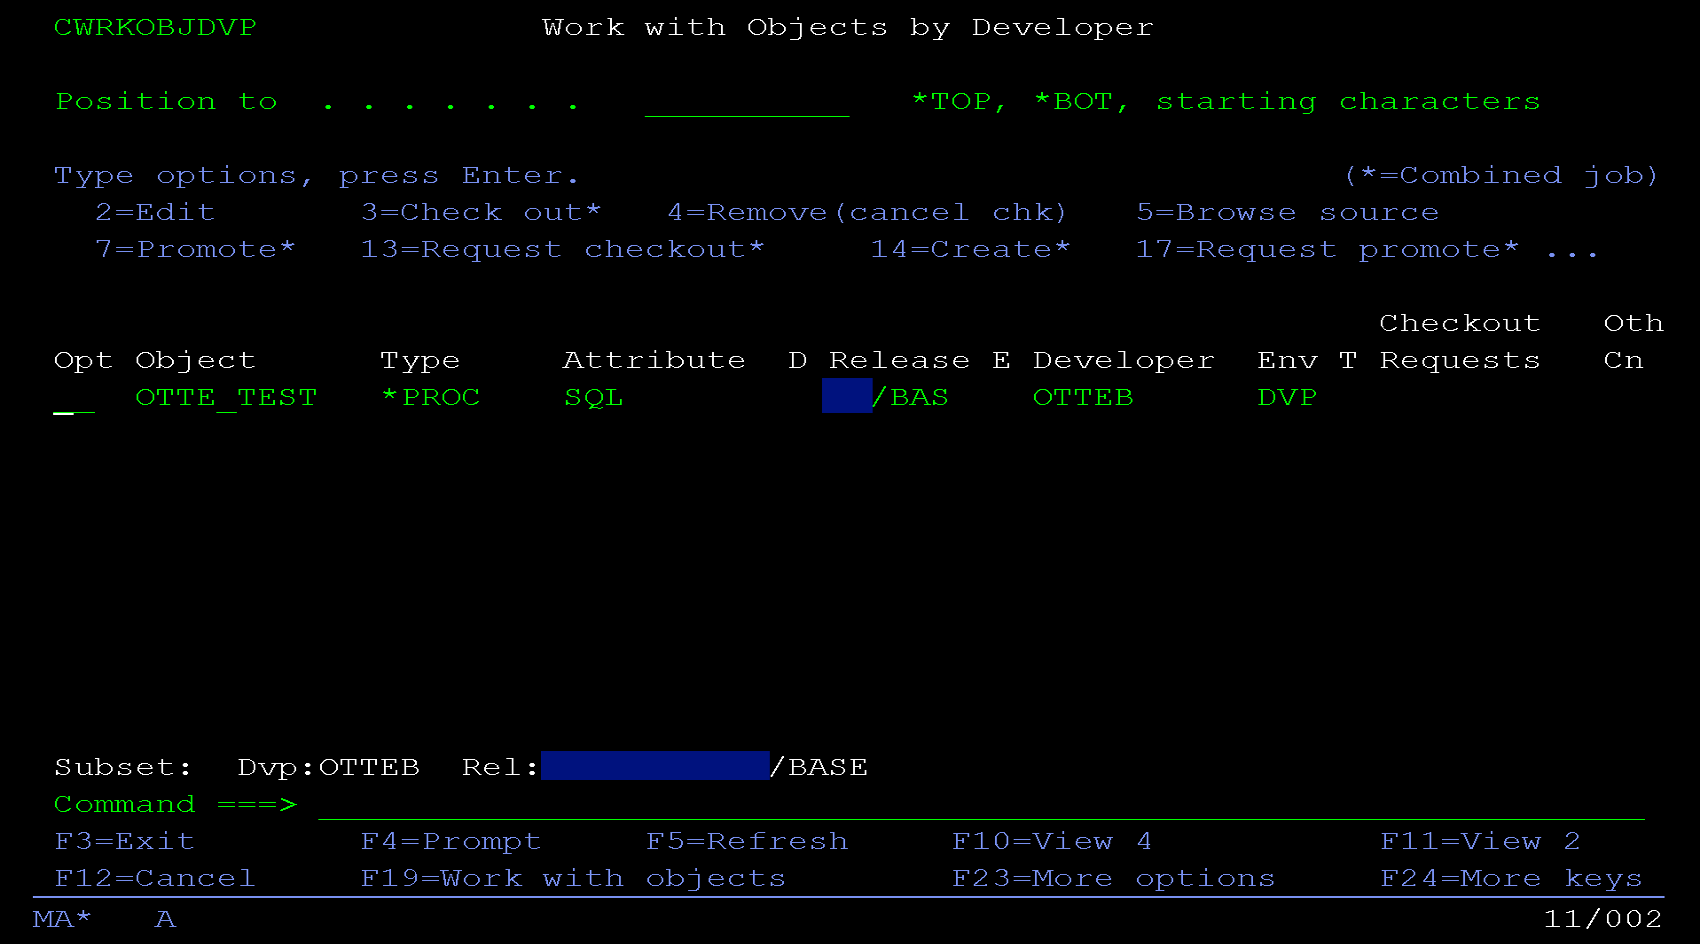 CWRKOBJDVP Work with Objects by Developer
Position to . . . . . . . __________ *TOP, *BOT, starting characters
Type options, press Enter. (*=Combined job)
2=Edit 3=Check out* 4=Remove(cancel chk) 5=Browse source
7=Promote* 13=Request checkout* 14=Create* 17=Request promote* ...
Checkout Oth
Opt Object Type Attribute D Release E Developer Env T Requests Cn
__ OTTE_TEST *PROC SQL /BAS OTTEB DVP
Subset: Dvp:OTTEB Rel: /BASE
Command ===>
F3=Exit F4=Prompt F5=Refresh F10=View 4 F11=View 2
F12=Cancel F19=Work with objects F23=More options F24=More keys
MA* A 11/002